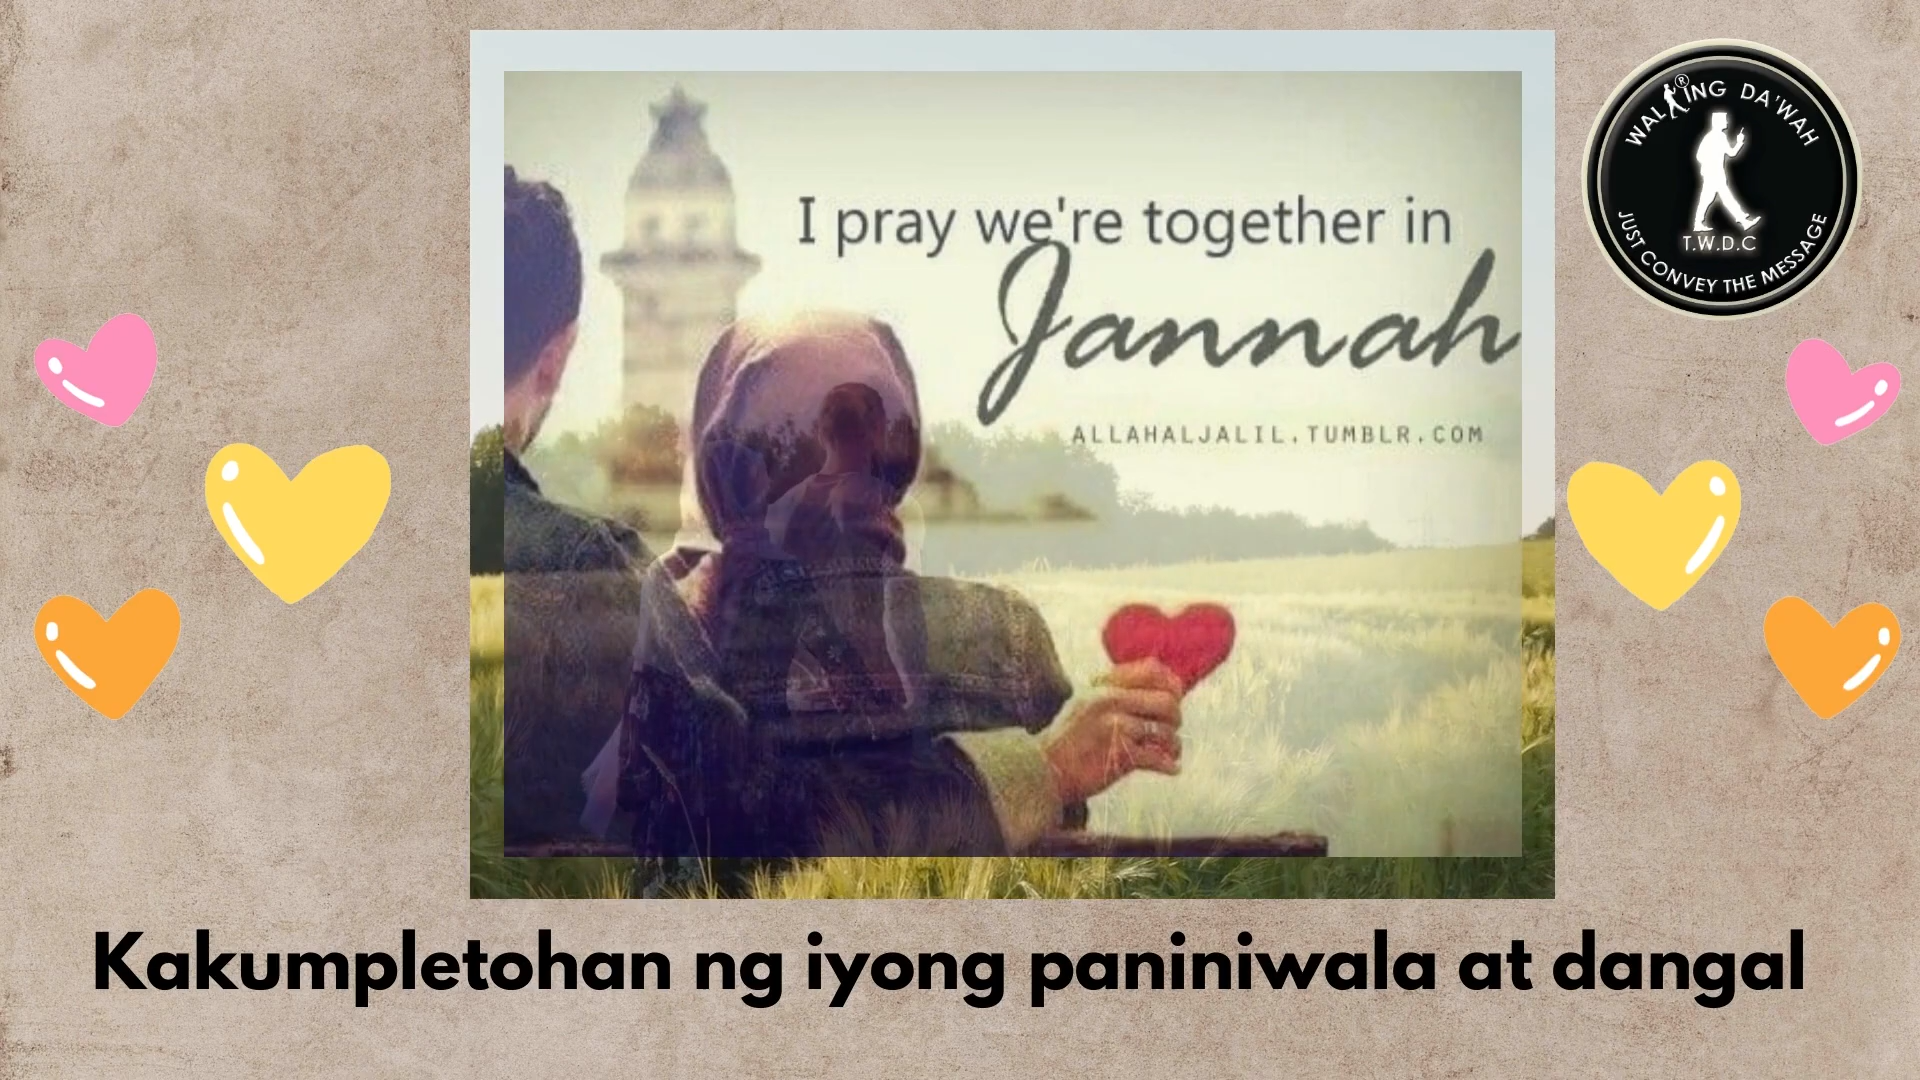 WALKING DA'WAH
®
T.W.D.C
JUST CONVEY THE MESSAGE
I pray we're together in
Jannah
ALLAHALJALIL.TUMBLR.COM
Kakumpletohan ng iyong paniniwala at dangal